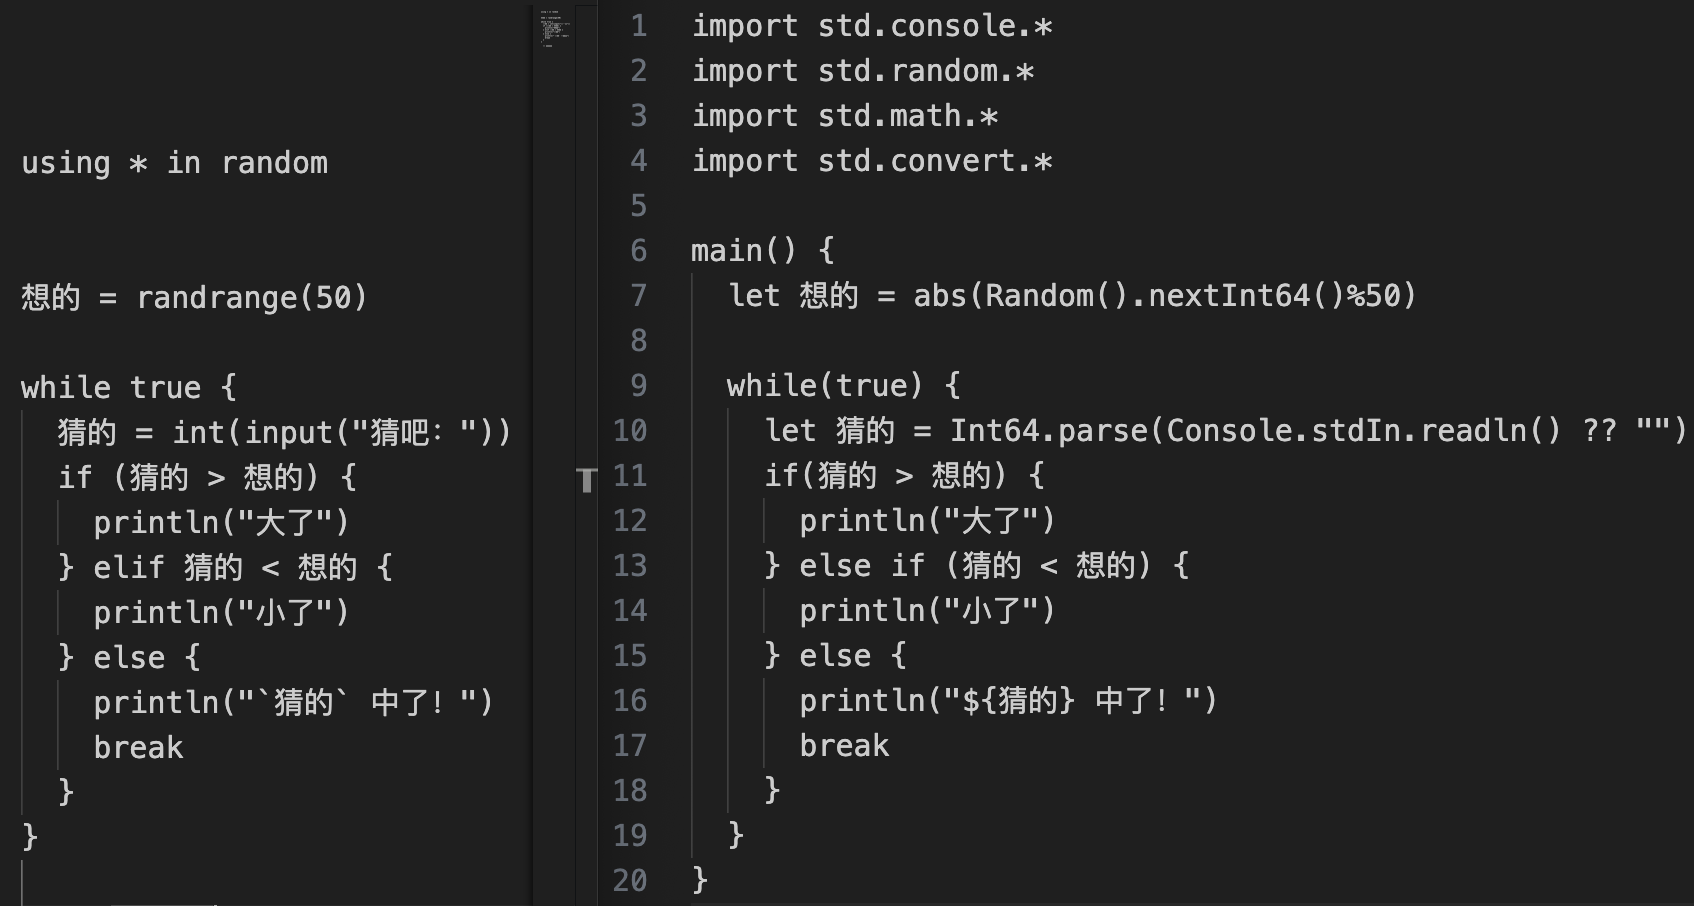 using * in random
想的 = randrange(50)
while true {
猜的 = int(input("猜吧："))
if (猜的 > 想的) {
println("大了")
} elif 猜的 < 想的 {
println("小了")
} else {
println("`猜的` 中了！")
break
}
}
1 import std.console.*
2 import std.random.*
3 import std.math.*
4 import std.convert.*
5
6 main() {
7 let 想的 = abs(Random().nextInt64()%50)
8
9 while(true) {
10 let 猜的 = Int64.parse(Console.stdIn.readln() ?? "")
11 if(猜的 > 想的) {
12 println("大了")
13 } else if (猜的 < 想的) {
14 println("小了")
15 } else {
16 println("${猜的} 中了！")
17 break
18 }
19 }
20 }